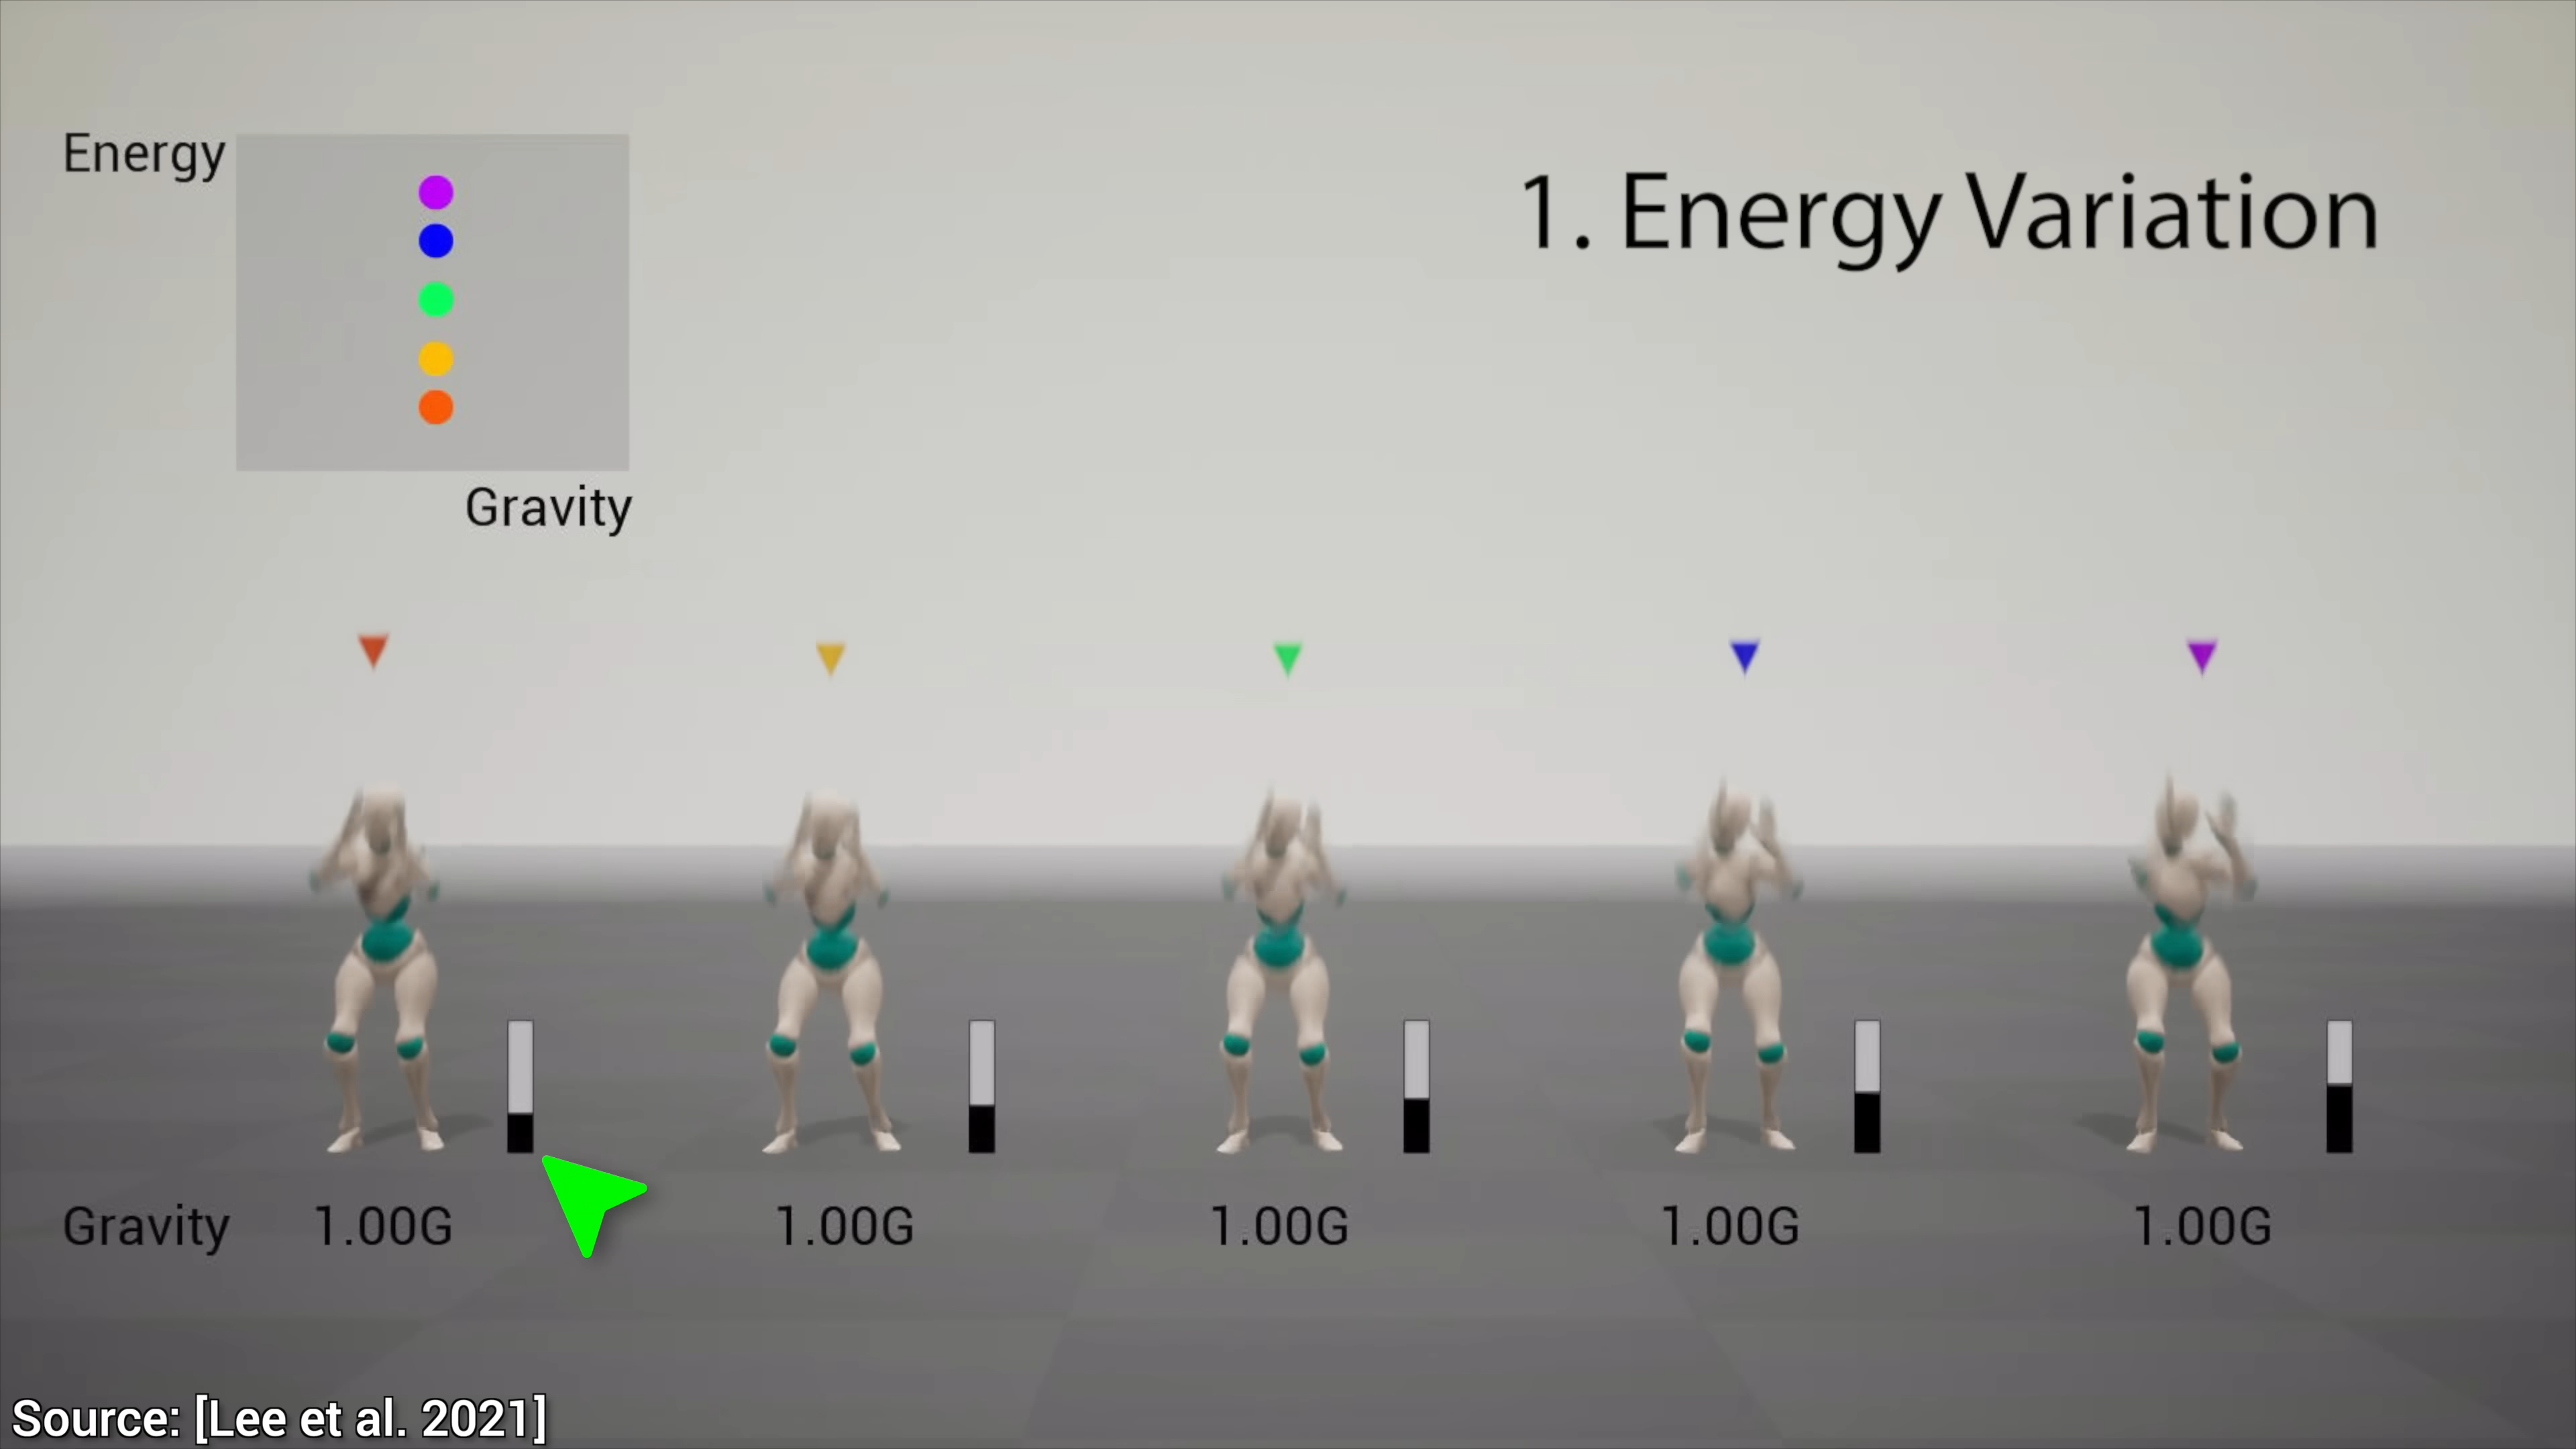 Energy
1. Energy Variation
Gravity
Gravity 1.00G 1.00G 1.00G 1.00G 1.00G
Source: [Lee et al. 2021]